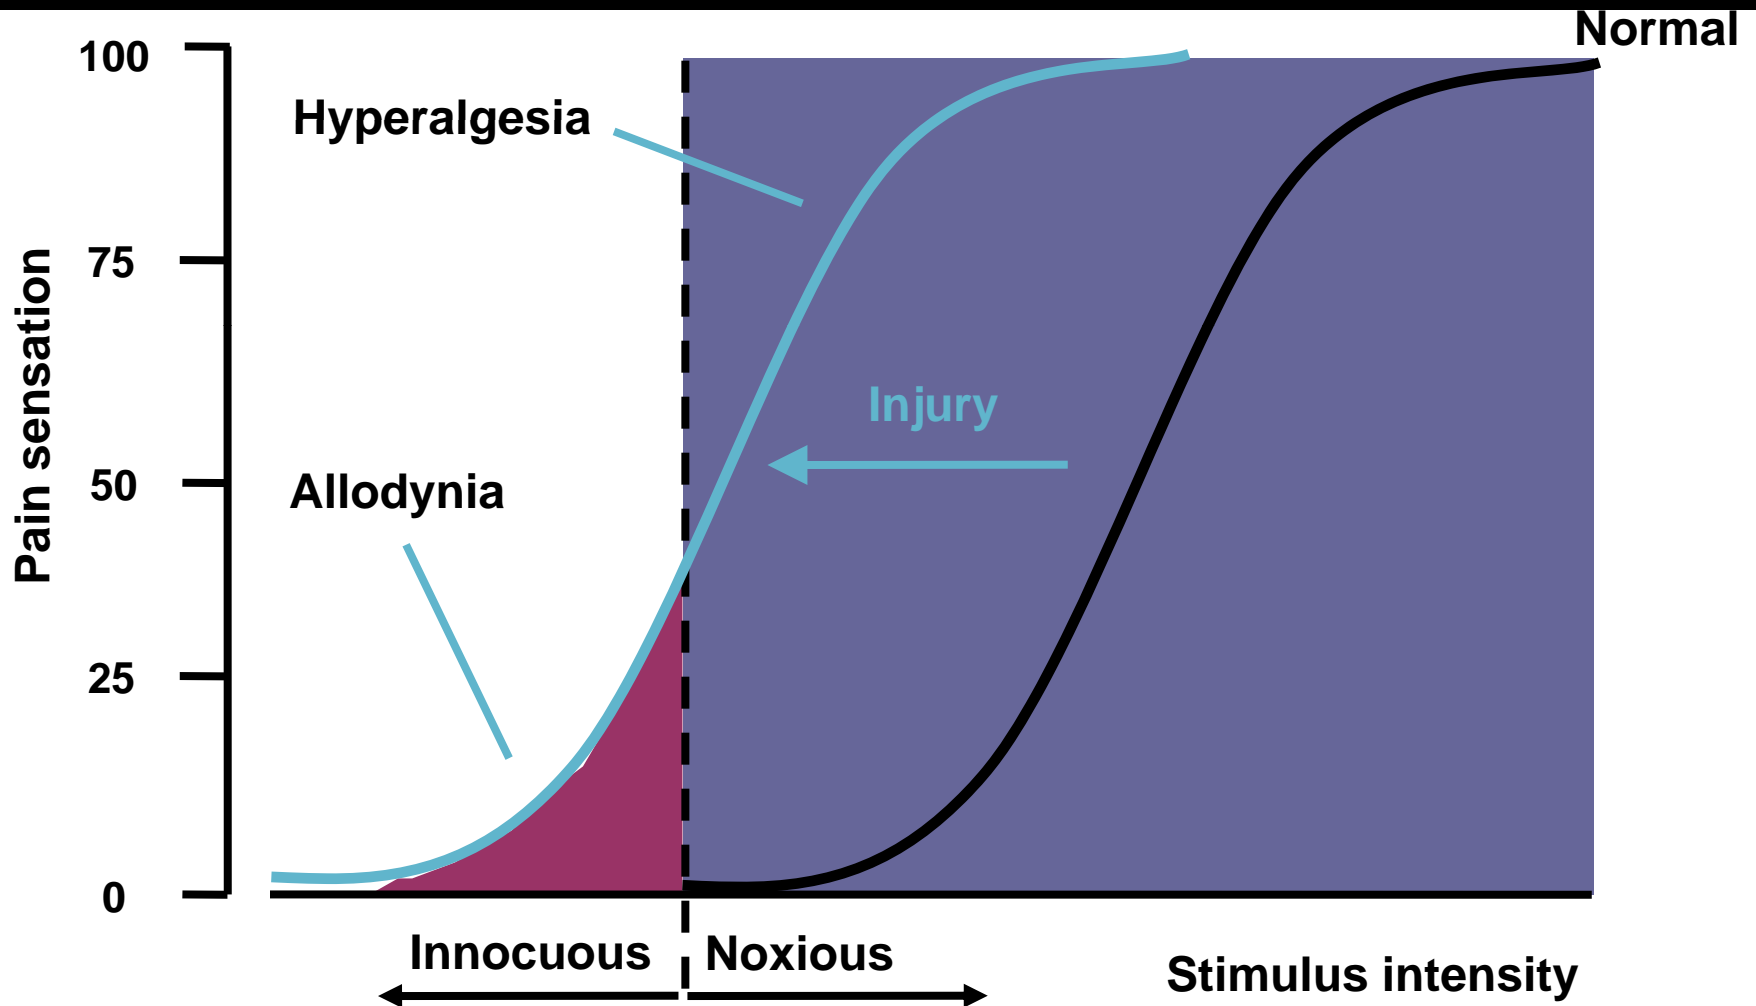 Normal
100
Hyperalgesia
75
Pain sensation
Injury
50
Allodynia
25
0
Innocuous
Noxious
Stimulus intensity